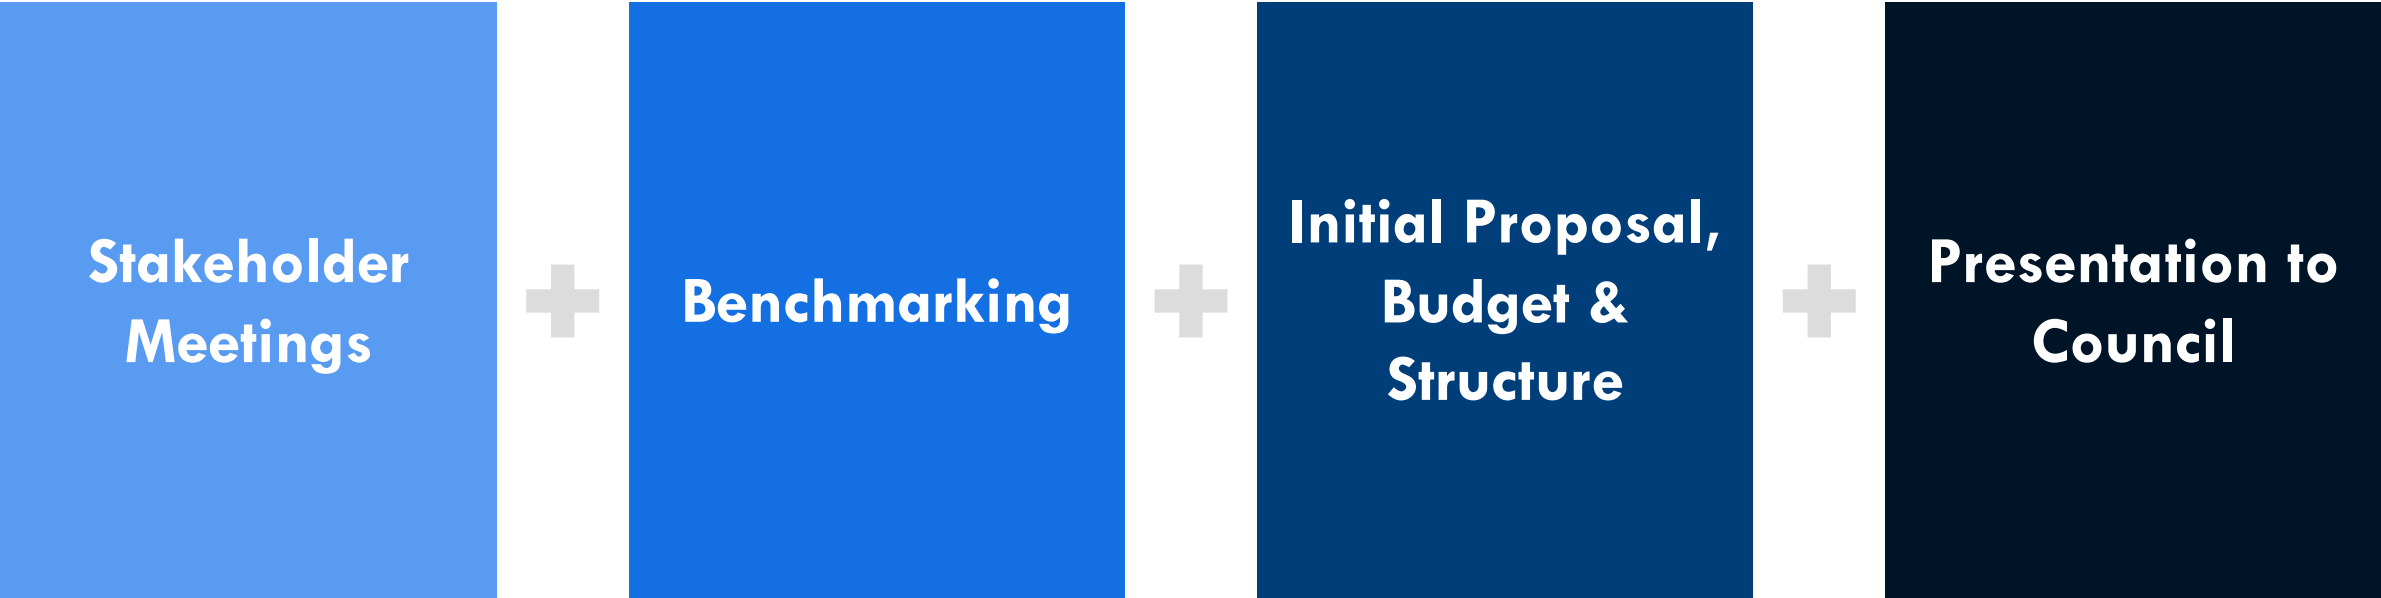 Stakeholder
Meetings
Benchmarking
Initial Proposal,
Budget &
Structure
Presentation to
Council